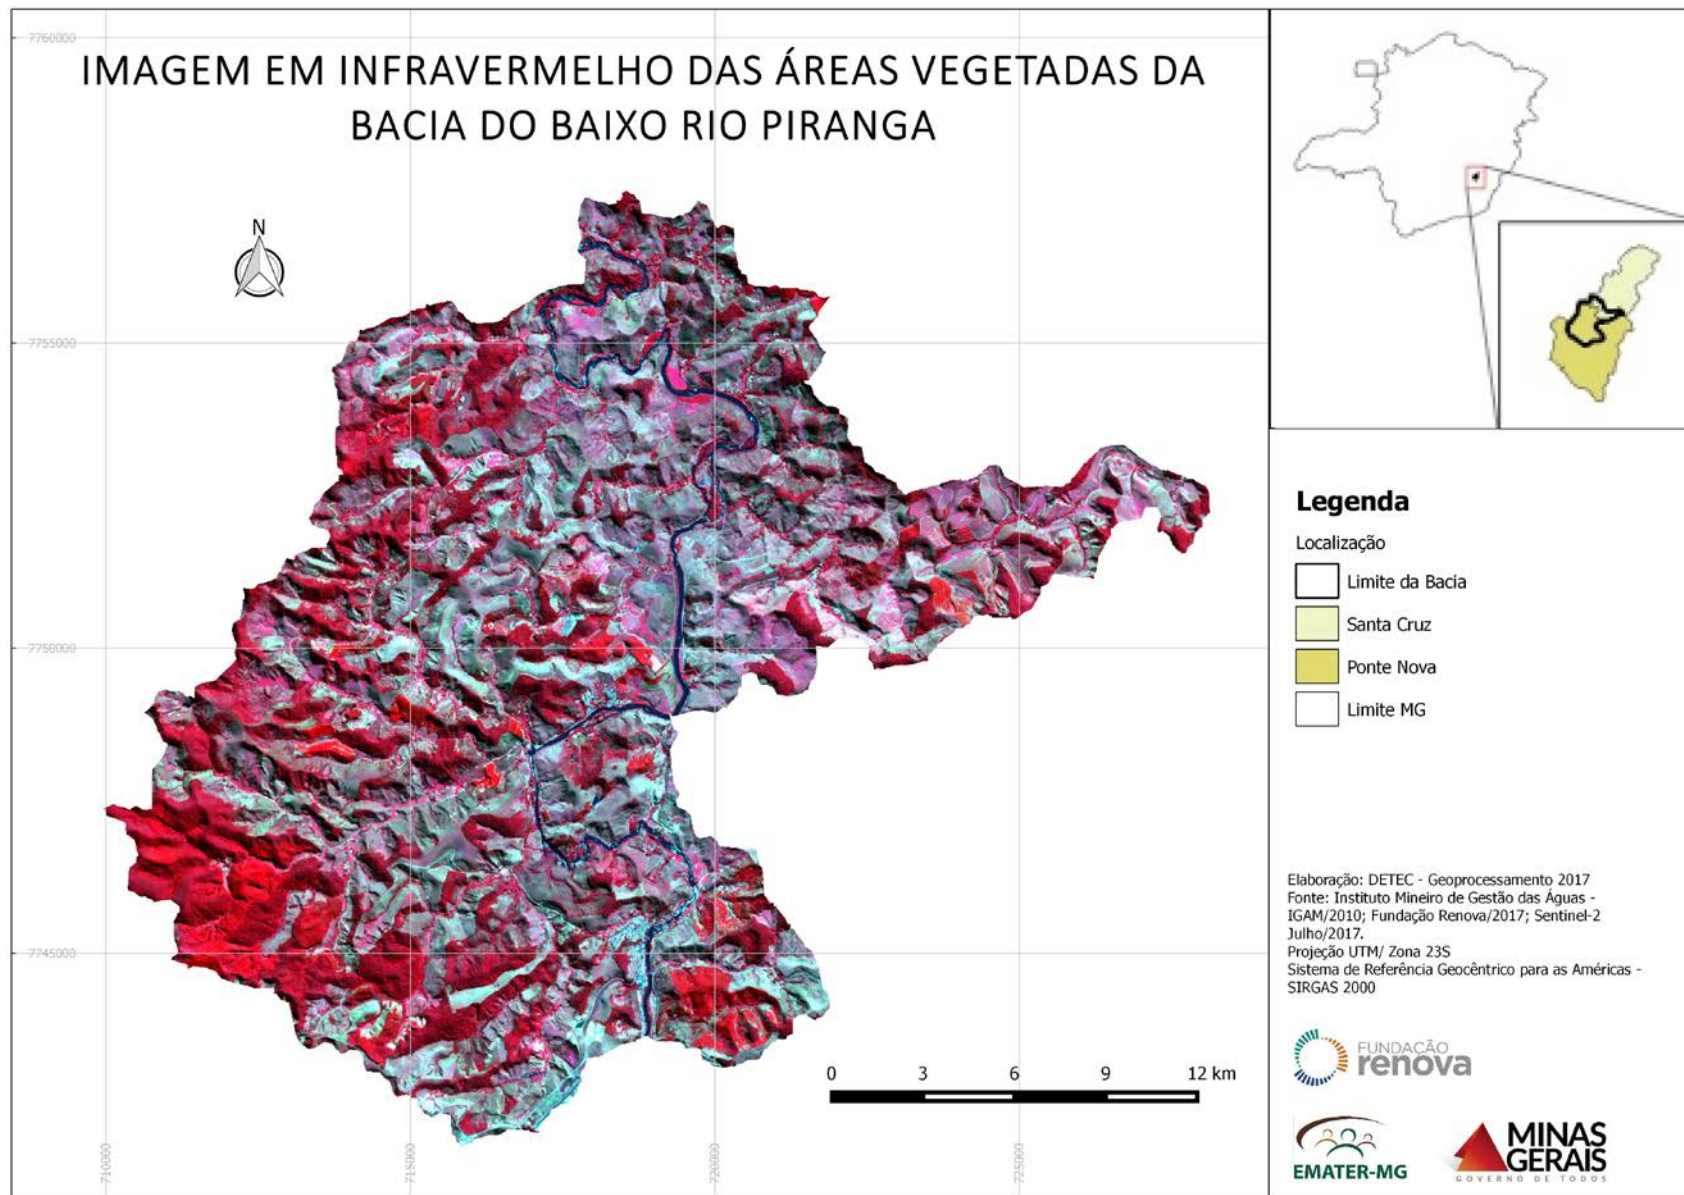 IMAGEM EM INFRAVERMELHO DAS ÁREAS VEGETADAS DA
BACIA DO BAIXO RIO PIRANGA
N
7760000
7755000
7750000
7745000
710000
715000
720000
725000
0 3 6 9 12 km
Legenda
Localização
Limite da Bacia
Santa Cruz
Ponte Nova
Limite MG
Elaboração: DETEC - Geoprocessamento 2017
Fonte: Instituto Mineiro de Gestão das Águas -
IGAM/2010; Fundação Renova/2017; Sentinel-2
Julho/2017.
Projeção UTM/ Zona 23S
Sistema de Referência Geocêntrico para as Américas -
SIRGAS 2000
FUNDAÇÃO
renova
EMATER-MG
MINAS
GERAIS
GOVERNO DE TODOS